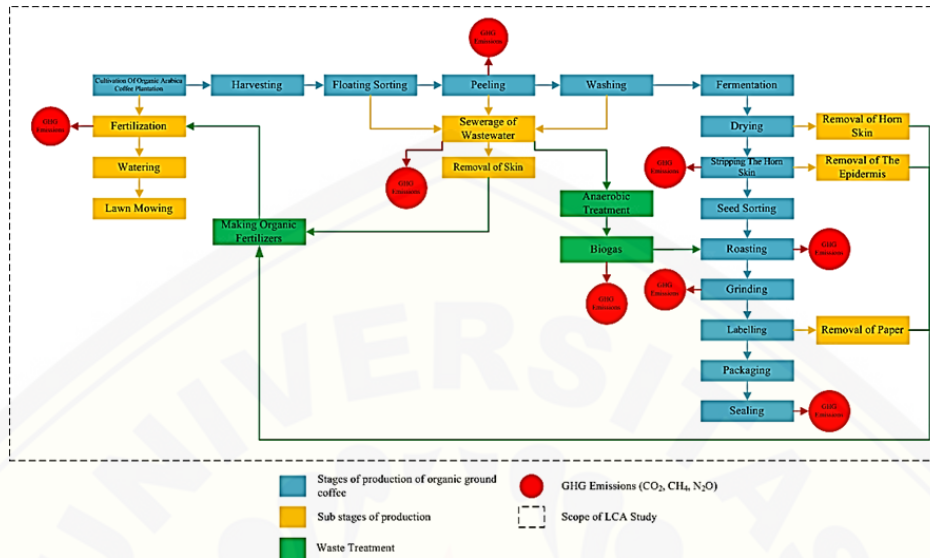 GHG
Emissions
Cultivation Of Organic Arabica
Coffee Plantation
Harvesting
Floating Sorting
Peeling
Washing
Fermentation
GHG
Emissions
Fertilization
Sewerage of
Wastewater
Drying
Removal of Horn
Skin
Watering
GHG
Emissions
Removal of Skin
GHG
Emissions
Stripping The Horn
Skin
Removal of The
Epidermis
Lawn Mowing
Anaerobic
Treatment
Seed Sorting
Making Organic
Fertilizers
Biogas
Roasting
GHG
Emissions
GHG
Emissions
GHG
Emissions
Grinding
Labelling
Removal of Paper
Packaging
Sealing
GHG
Emissions
Stages of production of organic ground
coffee
GHG Emissions (CO₂, CH₄, N₂O)
Sub stages of production
Scope of LCA Study
Waste Treatment
UNIVERSITAS